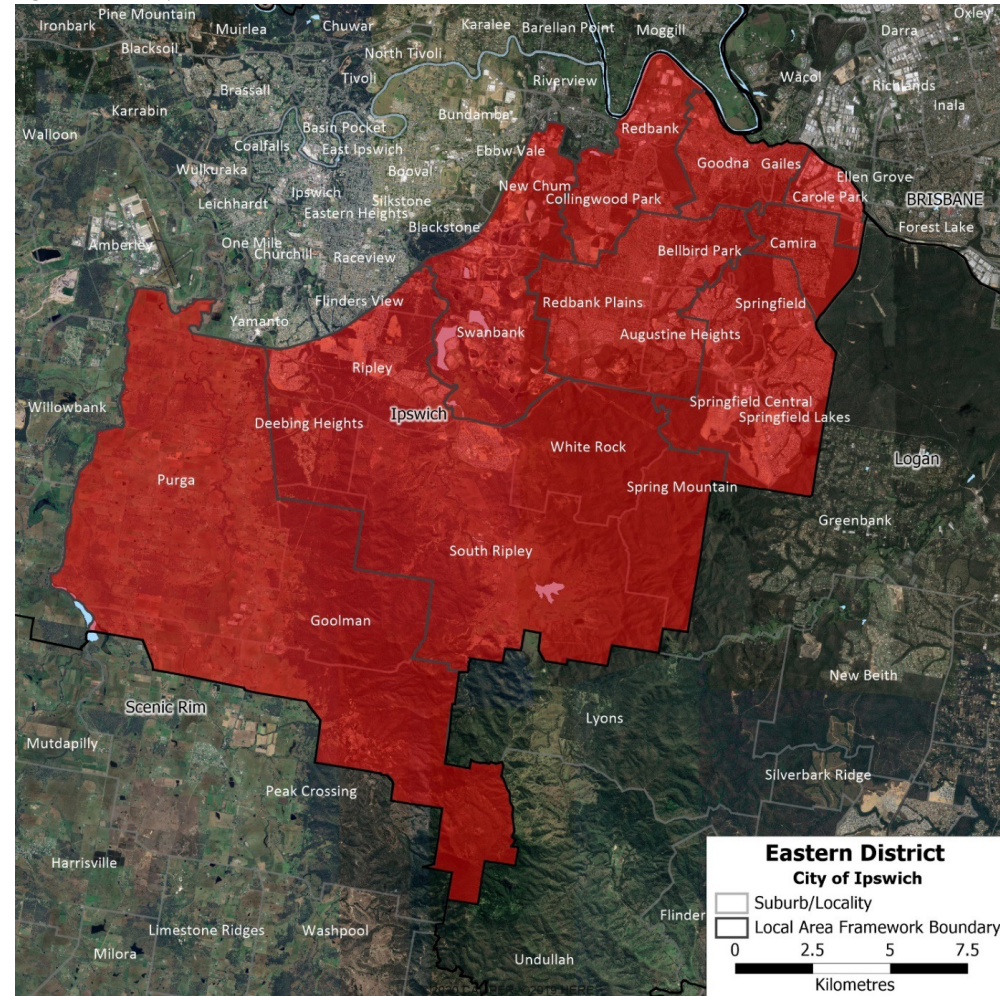 Pine Mountain
Ironbark
Muirlea
Chuwar
Karalee
Barellan Point
Moggill
Oxley
Darra
Blacksoil
North Tivoli
Tivoli
Riverview
Wacol
Richlands
Brassall
Inala
Karrabin
Bundamba
Walloon
Basin Pocket
Redbank
Coalfalls
East Ipswich
Ebbw Vale
Goodna
Gailes
Wulkuraka
Booval
Ellen Grove
New Chum
Ipswich
Silkstone
Collingwood Park
Carole Park
BRISBANE
Leichhardt
Eastern Heights
Blackstone
Forest Lake
Amberley
One Mile
Churchill
Raceview
Bellbird Park
Camira
Flinders View
Redbank Plains
Springfield
Yamanto
Swanbank
Augustine Heights
Ripley
Willowbank
Ipswich
Springfield Central
Springfield Lakes
Deebing Heights
White Rock
Logan
Purga
Spring Mountain
Greenbank
South Ripley
Goolman
New Beith
Scenic Rim
Lyons
Mutdapilly
Silverbark Ridge
Peak Crossing
Harrisville
Flinder
Limestone Ridges
Washpool
Milora
Undullah
Eastern District
City of Ipswich
Suburb/Locality
Local Area Framework Boundary
0 2.5 5 7.5
Kilometres